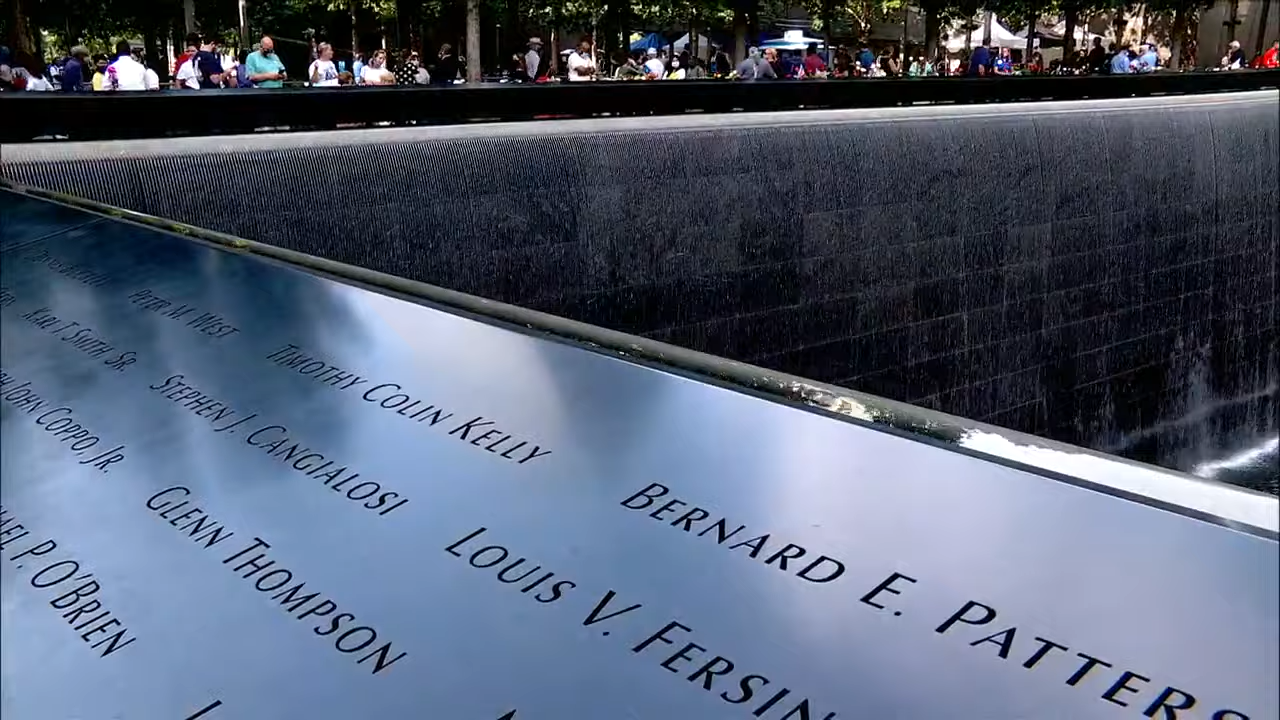 PETER M. WEST
TIMOTHY COLIN KELLY
KARL T. SMITH SR.
STEPHEN J. CANGIALOSI
BERNARD E. PATTERS
JOHN COPPO, JR.
GLENN THOMPSON
LOUIS V. FERSIN
P. O'BRIEN